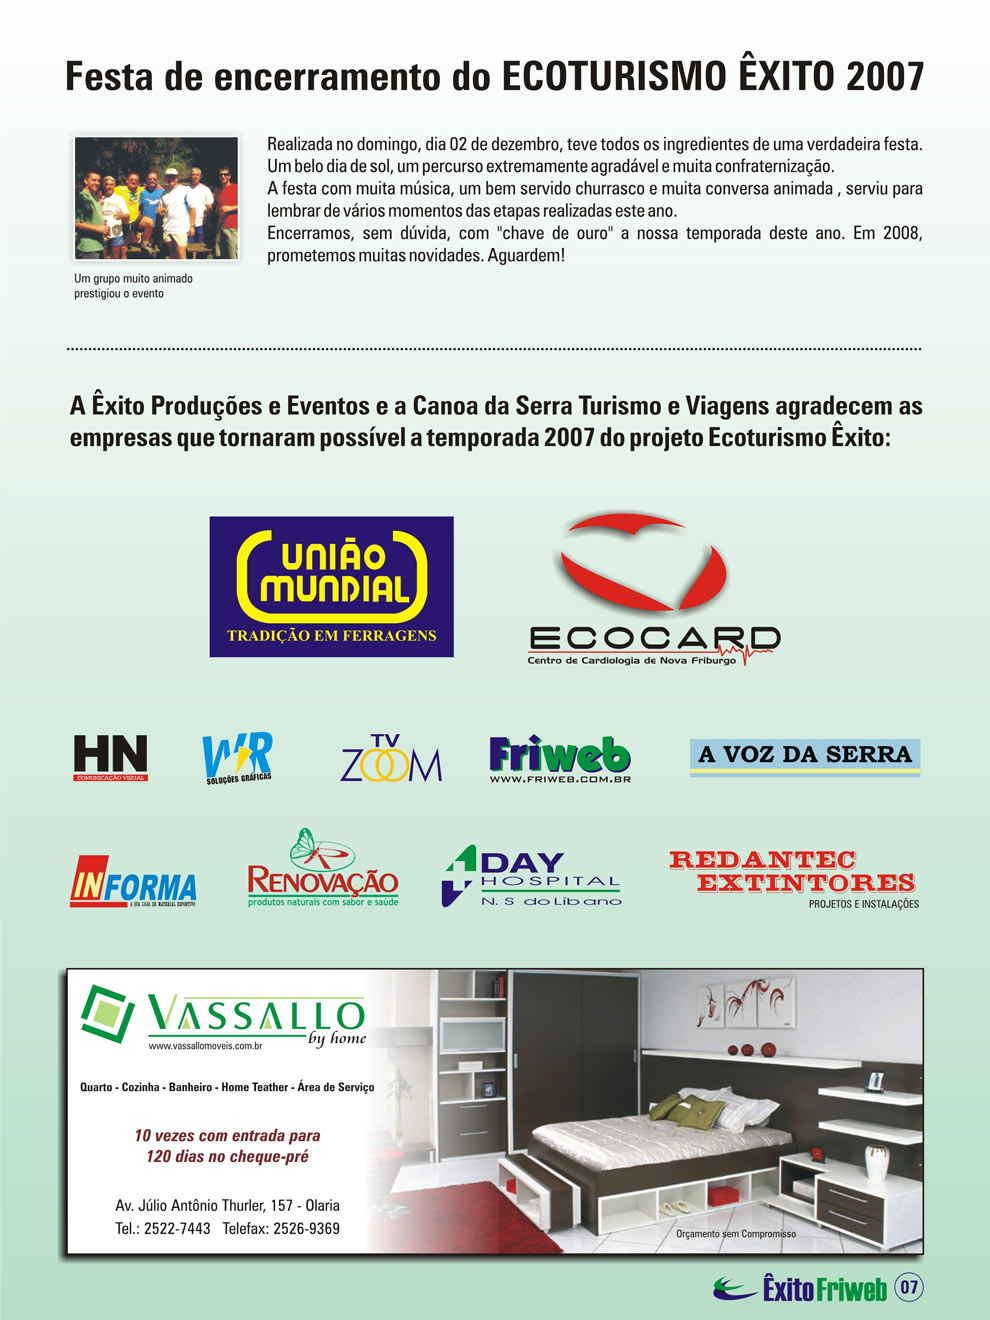 Festa de encerramento do ECOTURISMO ÊXITO 2007
Realizada no domingo, dia 02 de dezembro, teve todos os ingredientes de uma verdadeira festa.
Um belo dia de sol, um percurso extremamente agradável e muita confraternização.
A festa com muita música, um bem servido churrasco e muita conversa animada , serviu para
lembrar de vários momentos das etapas realizadas este ano.
Encerramos, sem dúvida, com "chave de ouro" a nossa temporada deste ano. Em 2008,
prometemos muitas novidades. Aguardem!
Um grupo muito animado
prestigiou o evento
A Êxito Produções e Eventos e a Canoa da Serra Turismo e Viagens agradecem as
empresas que tornaram possível a temporada 2007 do projeto Ecoturismo Êxito:
UNIÃO
MUNDIAL
TRADIÇÃO EM FERRAGENS
ECOCARD
Centro de Cardiologia de Nova Friburgo
HN
COMUNICAÇÃO VISUAL
WR
SOLUÇÕES GRÁFICAS
TV
ZOOM
Friweb
WWW.FRIWEB.COM.BR
A VOZ DA SERRA
INFORMA
A SUA LOJA DE MATERIAL ESPORTIVO
RENOVAÇÃO
produtos naturais com sabor e saúde
DAY
HOSPITAL
N. S do Líbano
REDANTEC
EXTINTORES
PROJETOS E INSTALAÇÕES
VASSALLO
by home
www.vassallomoveis.com.br
Quarto - Cozinha - Banheiro - Home Teather - Área de Serviço
10 vezes com entrada para
120 dias no cheque-pré
Av. Júlio Antônio Thurler, 157 - Olaria
Tel.: 2522-7443 Telefax: 2526-9369
Orçamento sem Compromisso
ÊxitoFriweb 07